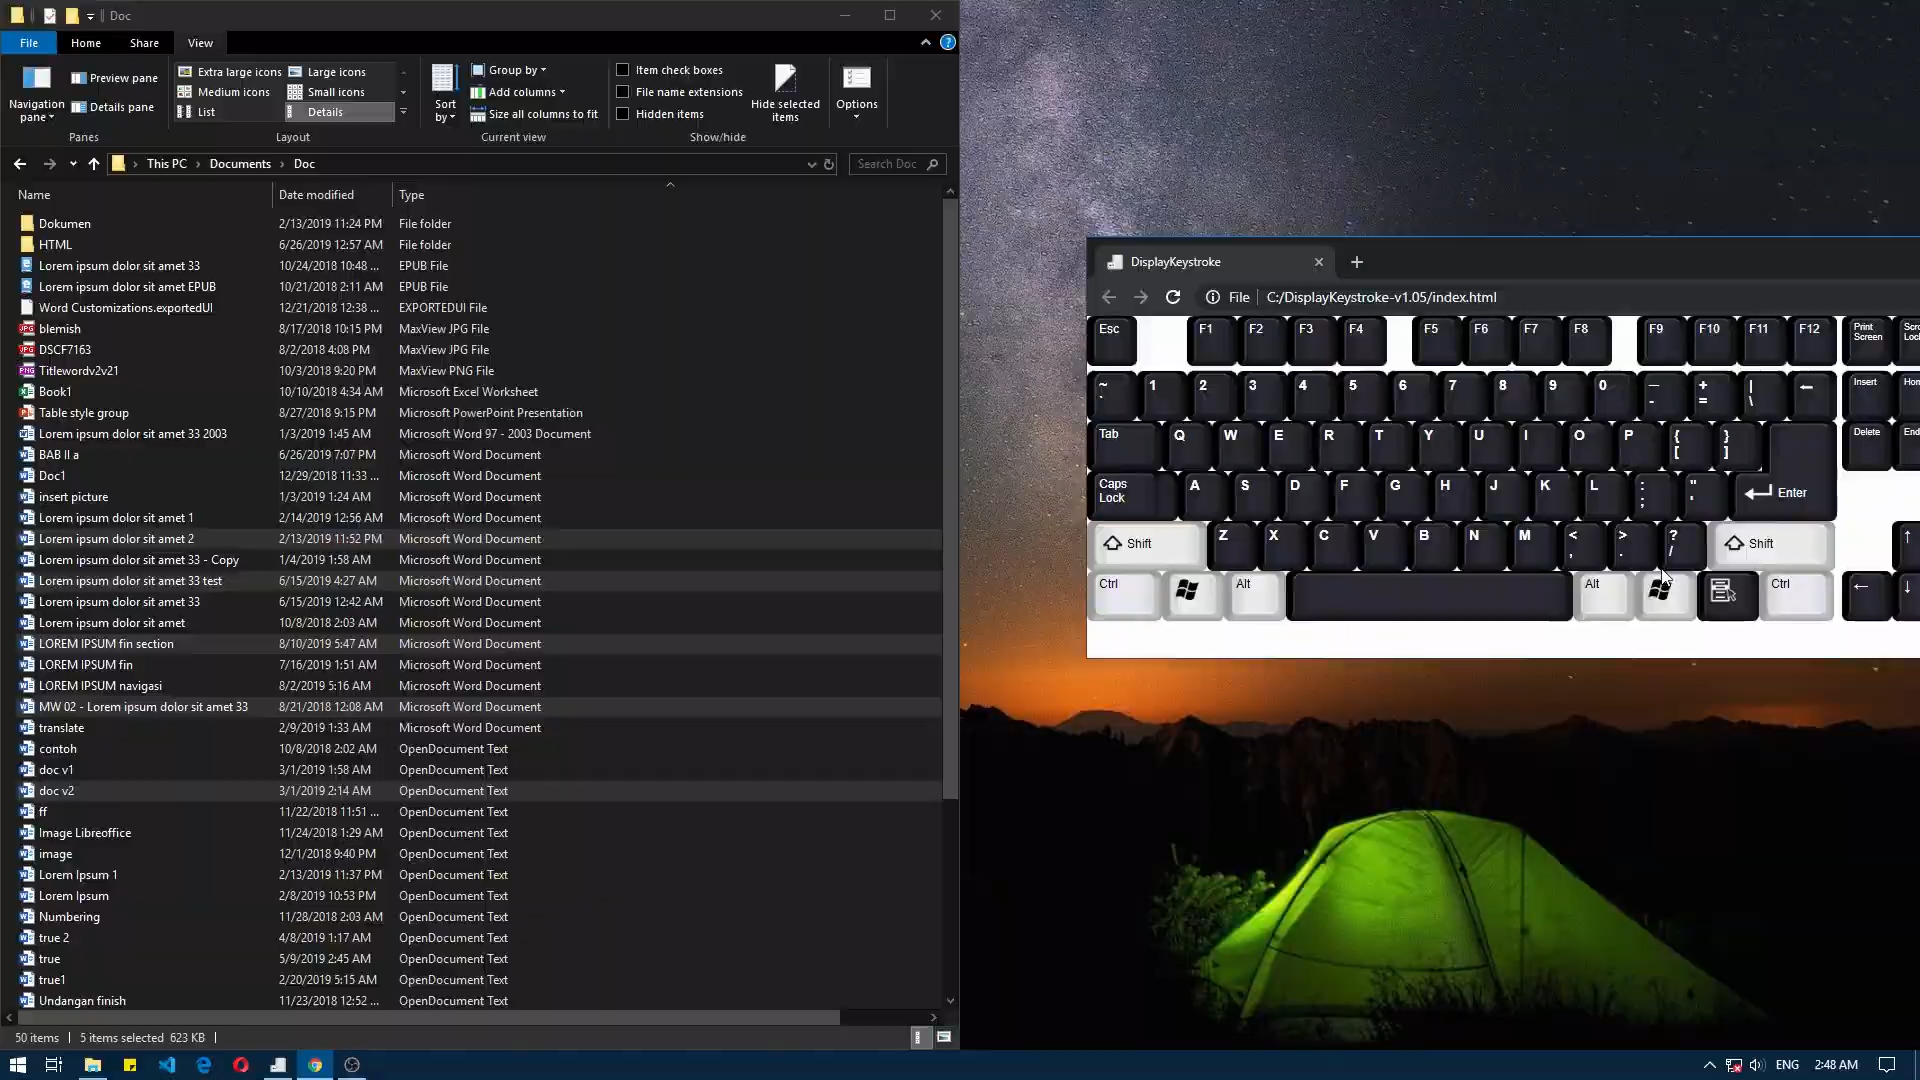 Doc
File Home Share View
Navigation pane
Preview pane
Details pane
Panes
Extra large icons Large icons
Medium icons Small icons
List Details
Layout
Sort by
Group by
Add columns
Size all columns to fit
Current view
Item check boxes
File name extensions
Hidden items
Hide selected items
Show/hide
Options
This PC > Documents > Doc
Search Doc
Name Date modified Type
Dokumen 2/13/2019 11:24 PM File folder
HTML 6/26/2019 12:57 AM File folder
Lorem ipsum dolor sit amet 33 10/24/2018 10:48 ... EPUB File
Lorem ipsum dolor sit amet EPUB 10/21/2018 2:11 AM EPUB File
Word Customizations.exportedUI 12/21/2018 12:38 ... EXPORTEDUI File
blemish 8/17/2018 10:15 PM MaxView JPG File
DSCF7163 8/2/2018 4:08 PM MaxView JPG File
Titlewordv2v21 10/3/2018 9:20 PM MaxView PNG File
Book1 10/10/2018 4:34 AM Microsoft Excel Worksheet
Table style group 8/27/2018 9:15 PM Microsoft PowerPoint Presentation
Lorem ipsum dolor sit amet 33 2003 1/3/2019 1:45 AM Microsoft Word 97 - 2003 Document
BAB II a 6/26/2019 7:07 PM Microsoft Word Document
Doc1 12/29/2018 11:33 ... Microsoft Word Document
insert picture 1/3/2019 1:24 AM Microsoft Word Document
Lorem ipsum dolor sit amet 1 2/14/2019 12:56 AM Microsoft Word Document
Lorem ipsum dolor sit amet 2 2/13/2019 11:52 PM Microsoft Word Document
Lorem ipsum dolor sit amet 33 - Copy 1/4/2019 1:58 AM Microsoft Word Document
Lorem ipsum dolor sit amet 33 test 6/15/2019 4:27 AM Microsoft Word Document
Lorem ipsum dolor sit amet 33 6/15/2019 12:42 AM Microsoft Word Document
Lorem ipsum dolor sit amet 10/8/2018 2:03 AM Microsoft Word Document
LOREM IPSUM fin section 8/10/2019 5:47 AM Microsoft Word Document
LOREM IPSUM fin 7/16/2019 1:51 AM Microsoft Word Document
LOREM IPSUM navigasi 8/2/2019 5:16 AM Microsoft Word Document
MW 02 - Lorem ipsum dolor sit amet 33 8/21/2018 12:08 AM Microsoft Word Document
translate 2/9/2019 1:33 AM Microsoft Word Document
contoh 10/8/2018 2:02 AM OpenDocument Text
doc v1 3/1/2019 1:58 AM OpenDocument Text
doc v2 3/1/2019 2:14 AM OpenDocument Text
ff 11/22/2018 11:51 ... OpenDocument Text
Image Libreoffice 11/24/2018 1:29 AM OpenDocument Text
image 12/1/2018 9:40 PM OpenDocument Text
Lorem Ipsum 1 2/13/2019 11:37 PM OpenDocument Text
Lorem Ipsum 2/8/2019 10:53 PM OpenDocument Text
Numbering 11/28/2018 2:03 AM OpenDocument Text
true 2 4/8/2019 1:17 AM OpenDocument Text
true 5/9/2019 2:45 AM OpenDocument Text
true1 2/20/2019 5:15 AM OpenDocument Text
Undangan finish 11/23/2018 12:52 ... OpenDocument Text
50 items 5 items selected 623 KB
DisplayKeystroke
File C:/DisplayKeystroke-v1.05/index.html
Esc F1 F2 F3 F4 F5 F6 F7 F8 F9 F10 F11 F12 Print Screen Scro Lock
~ ` 1 2 3 4 5 6 7 8 9 0 — - + = | \ ← Insert Hom
Tab Q W E R T Y U I O P { [ } ] Delete End
Caps Lock A S D F G H J K L : ; " ' Enter
Shift Z X C V B N M < , > . ? / Shift ↑
Ctrl Alt Alt Ctrl ← ↓
ENG 2:48 AM